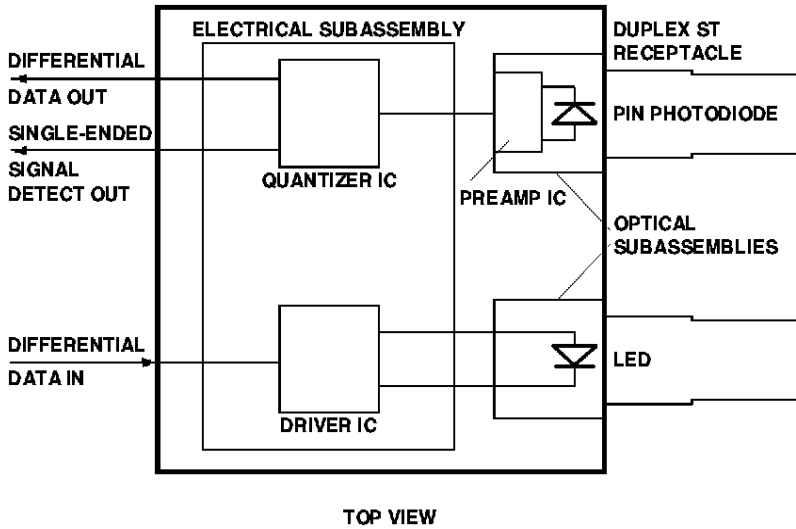 ELECTRICAL SUBASSEMBLY
DUPLEX ST
RECEPTACLE
DIFFERENTIAL
DATA OUT
PIN PHOTODIODE
SINGLE-ENDED
SIGNAL
DETECT OUT
QUANTIZER IC
PREAMP IC
OPTICAL
SUBASSEMBLIES
DIFFERENTIAL
DATA IN
LED
DRIVER IC
TOP VIEW